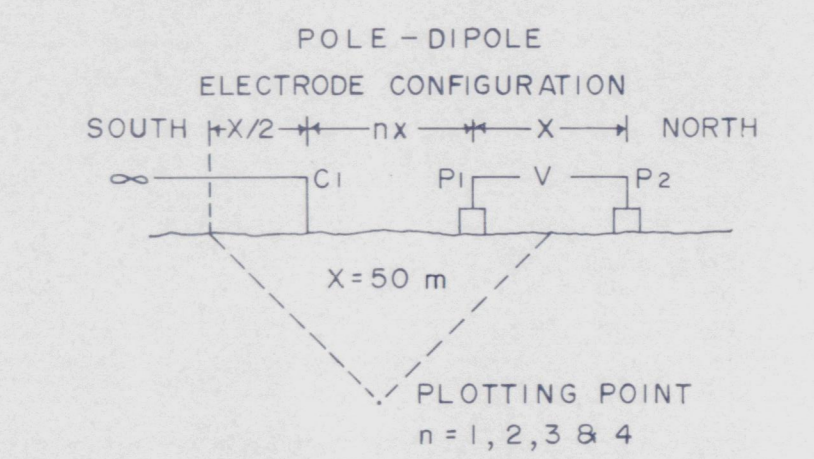 POLE-DIPOLE
ELECTRODE CONFIGURATION
SOUTH X/2 nx X NORTH
∞ C1 P1 V P2
X=50 m
PLOTTING POINT
n = 1, 2, 3 & 4